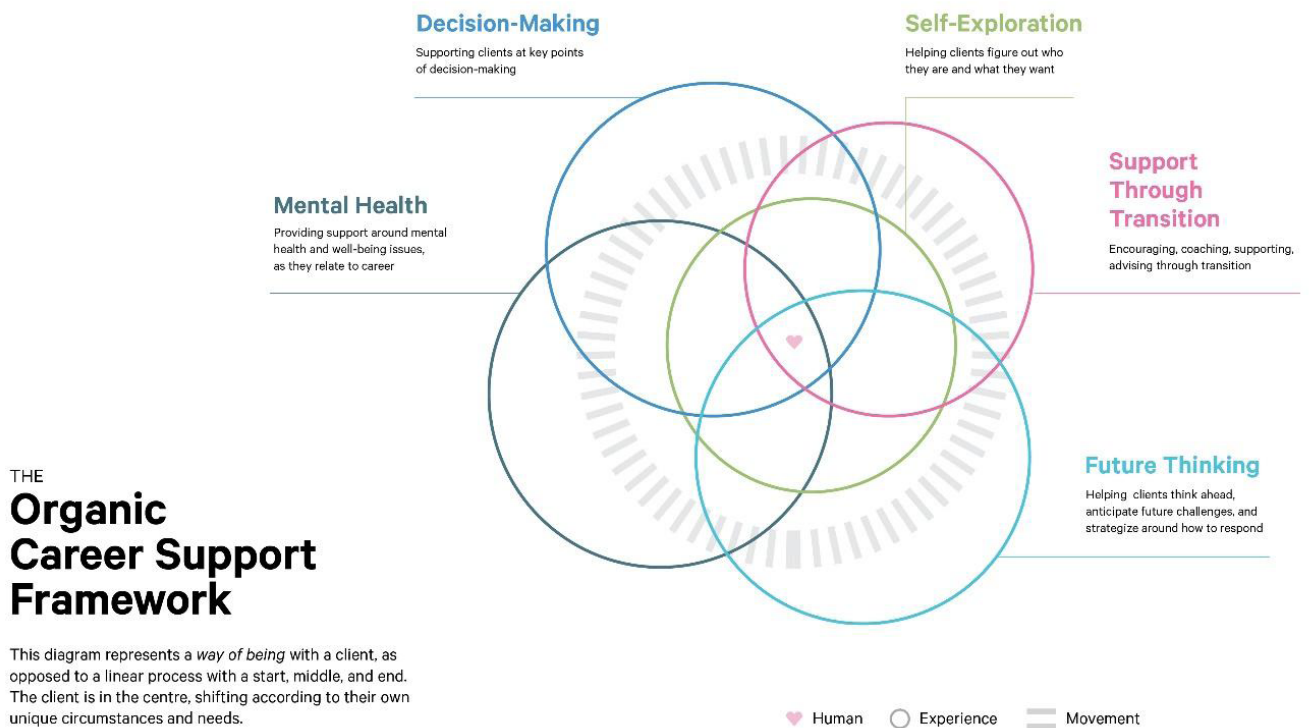 Decision-Making
Supporting clients at key points
of decision-making
Self-Exploration
Helping clients figure out who
they are and what they want
Support
Through
Transition
Encouraging, coaching, supporting,
advising through transition
Mental Health
Providing support around mental
health and well-being issues,
as they relate to career
Future Thinking
Helping clients think ahead,
anticipate future challenges, and
strategize around how to respond
THE
Organic
Career Support
Framework
This diagram represents a way of being with a client, as
opposed to a linear process with a start, middle, and end.
The client is in the centre, shifting according to their own
unique circumstances and needs.
Human
Experience
Movement